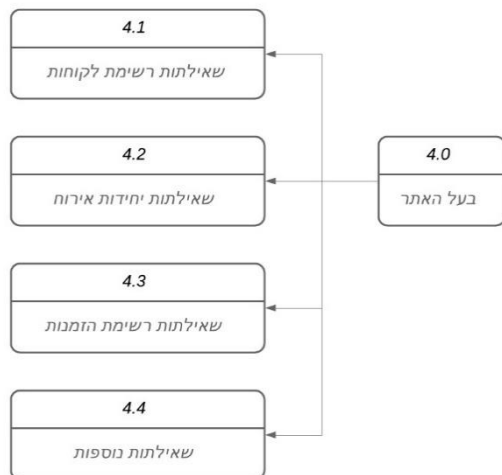 4.1
שאילתות רשימת לקוחות
4.2
שאילתות יחידות אירוח
4.0
בעל האתר
4.3
שאילתות רשימת הזמנות
4.4
שאילתות נוספות